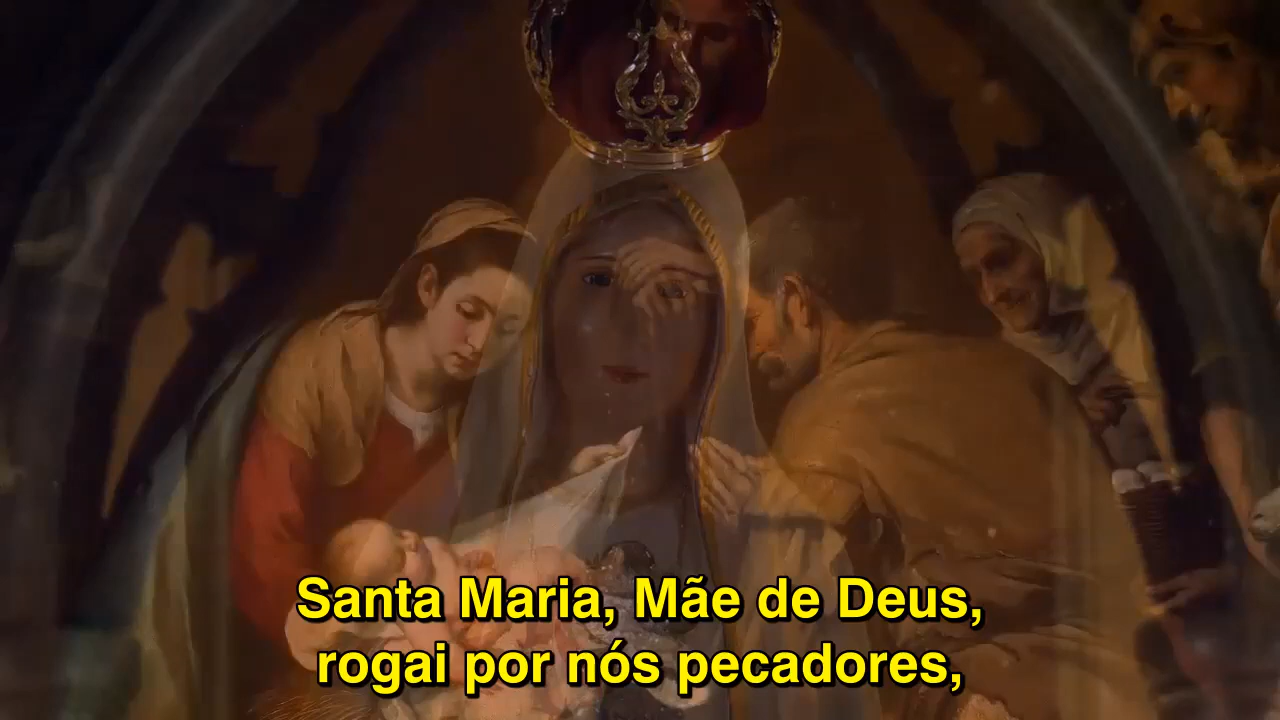 Santa Maria, Mãe de Deus,
rogai por nós pecadores,